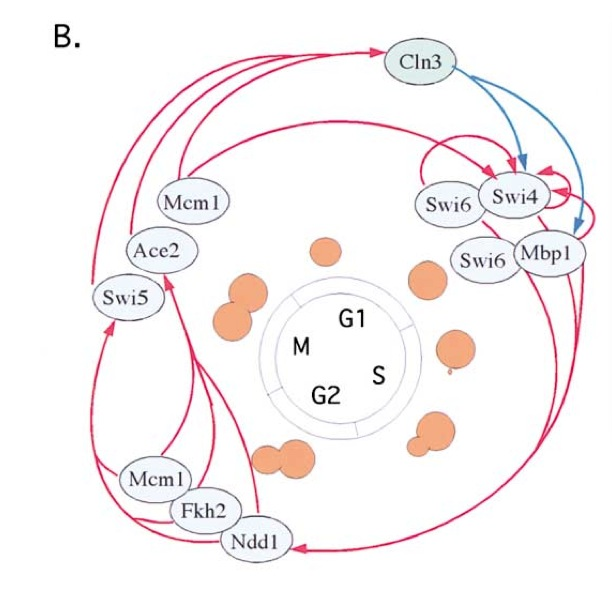 B.
Cln3
Mcm1
Swi6
Swi4
Ace2
Swi6
Mbp1
Swi5
G1
M
S
G2
Mcm1
Fkh2
Ndd1